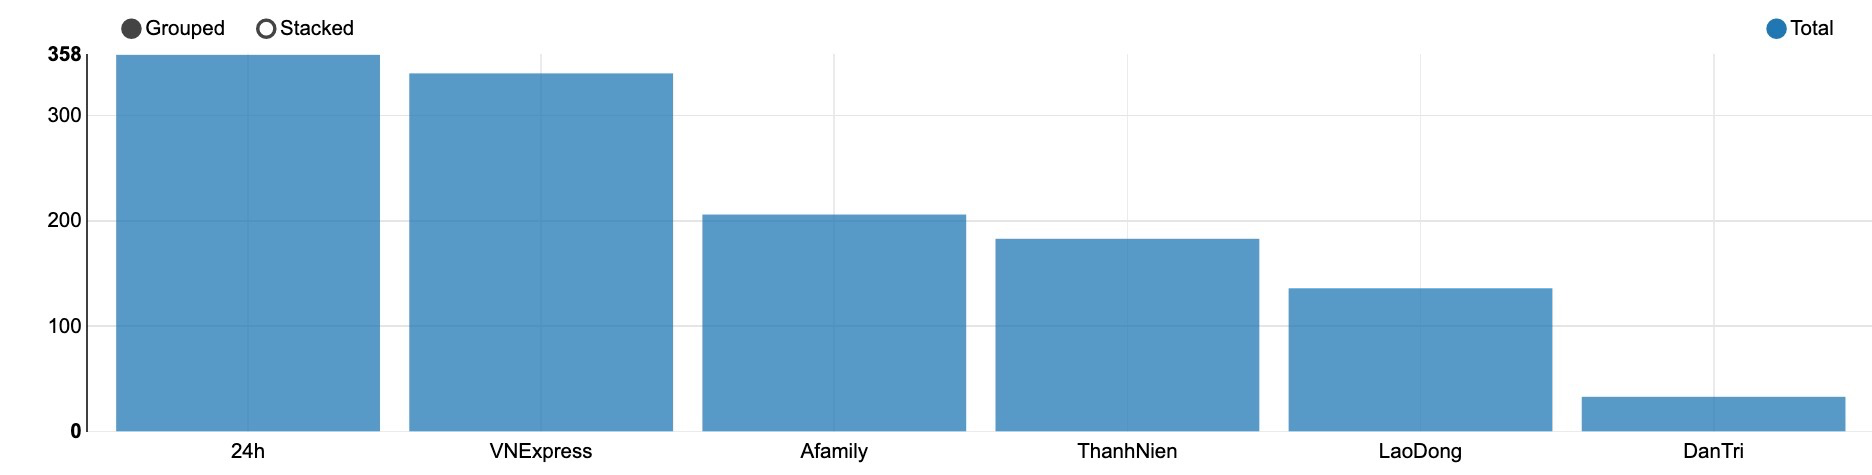 Grouped Stacked Total
358
300
200
100
0
24h VNExpress Afamily ThanhNien LaoDong DanTri